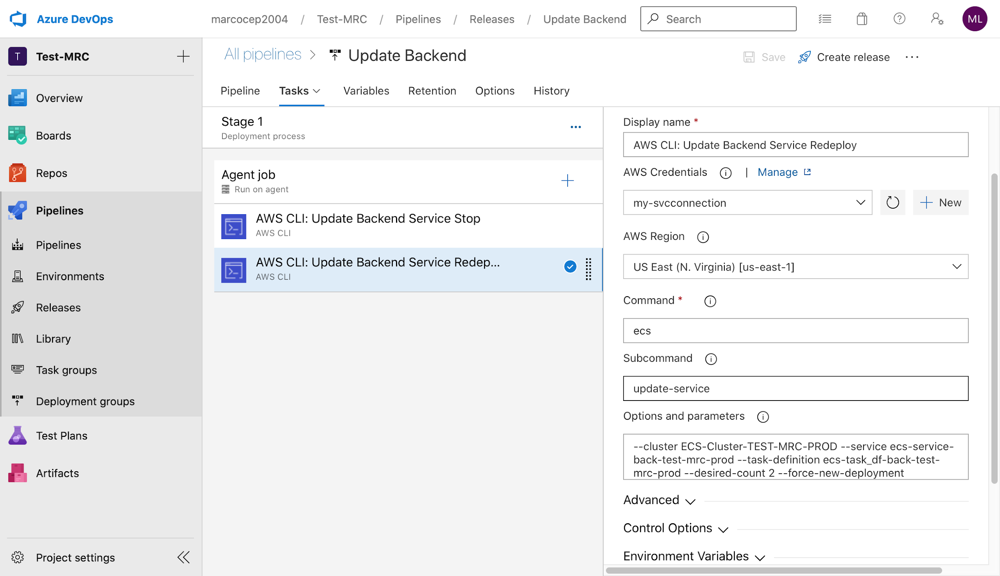 Azure DevOps
marcocep2004 / Test-MRC / Pipelines / Releases / Update Backend
Search
ML
T
Test-MRC
Overview
Boards
Repos
Pipelines
Pipelines
Environments
Releases
Library
Task groups
Deployment groups
Test Plans
Artifacts
Project settings
All pipelines > Update Backend
Save
Create release
Pipeline
Tasks
Variables
Retention
Options
History
Stage 1
Deployment process
Agent job
Run on agent
AWS CLI: Update Backend Service Stop
AWS CLI
AWS CLI: Update Backend Service Redep...
AWS CLI
Display name *
AWS CLI: Update Backend Service Redeploy
AWS Credentials | Manage
my-svcconnection
New
AWS Region
US East (N. Virginia) [us-east-1]
Command *
ecs
Subcommand
update-service
Options and parameters
--cluster ECS-Cluster-TEST-MRC-PROD --service ecs-service-
back-test-mrc-prod --task-definition ecs-task_df-back-test-
mrc-prod --desired-count 2 --force-new-deployment
Advanced
Control Options
Environment Variables